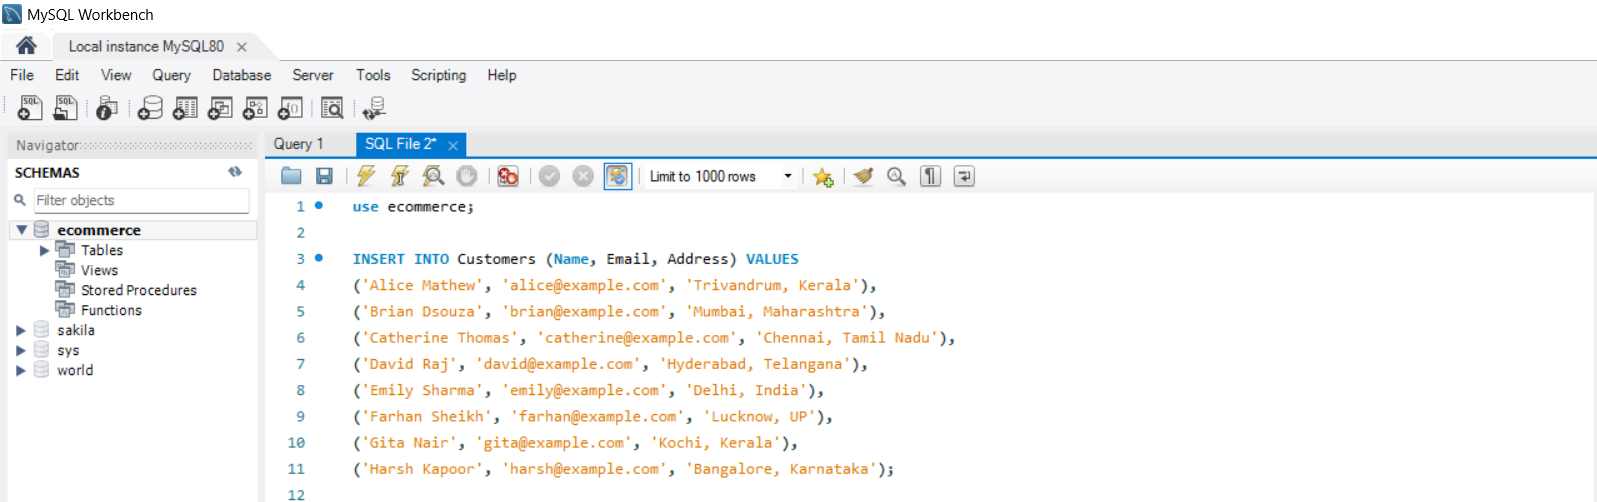 MySQL Workbench
Local instance MySQL80
File Edit View Query Database Server Tools Scripting Help
Navigator
SCHEMAS
Filter objects
ecommerce
Tables
Views
Stored Procedures
Functions
sakila
sys
world
Query 1 SQL File 2*
Limit to 1000 rows
1 use ecommerce;
2
3 INSERT INTO Customers (Name, Email, Address) VALUES
4 ('Alice Mathew', 'alice@example.com', 'Trivandrum, Kerala'),
5 ('Brian Dsouza', 'brian@example.com', 'Mumbai, Maharashtra'),
6 ('Catherine Thomas', 'catherine@example.com', 'Chennai, Tamil Nadu'),
7 ('David Raj', 'david@example.com', 'Hyderabad, Telangana'),
8 ('Emily Sharma', 'emily@example.com', 'Delhi, India'),
9 ('Farhan Sheikh', 'farhan@example.com', 'Lucknow, UP'),
10 ('Gita Nair', 'gita@example.com', 'Kochi, Kerala'),
11 ('Harsh Kapoor', 'harsh@example.com', 'Bangalore, Karnataka');
12